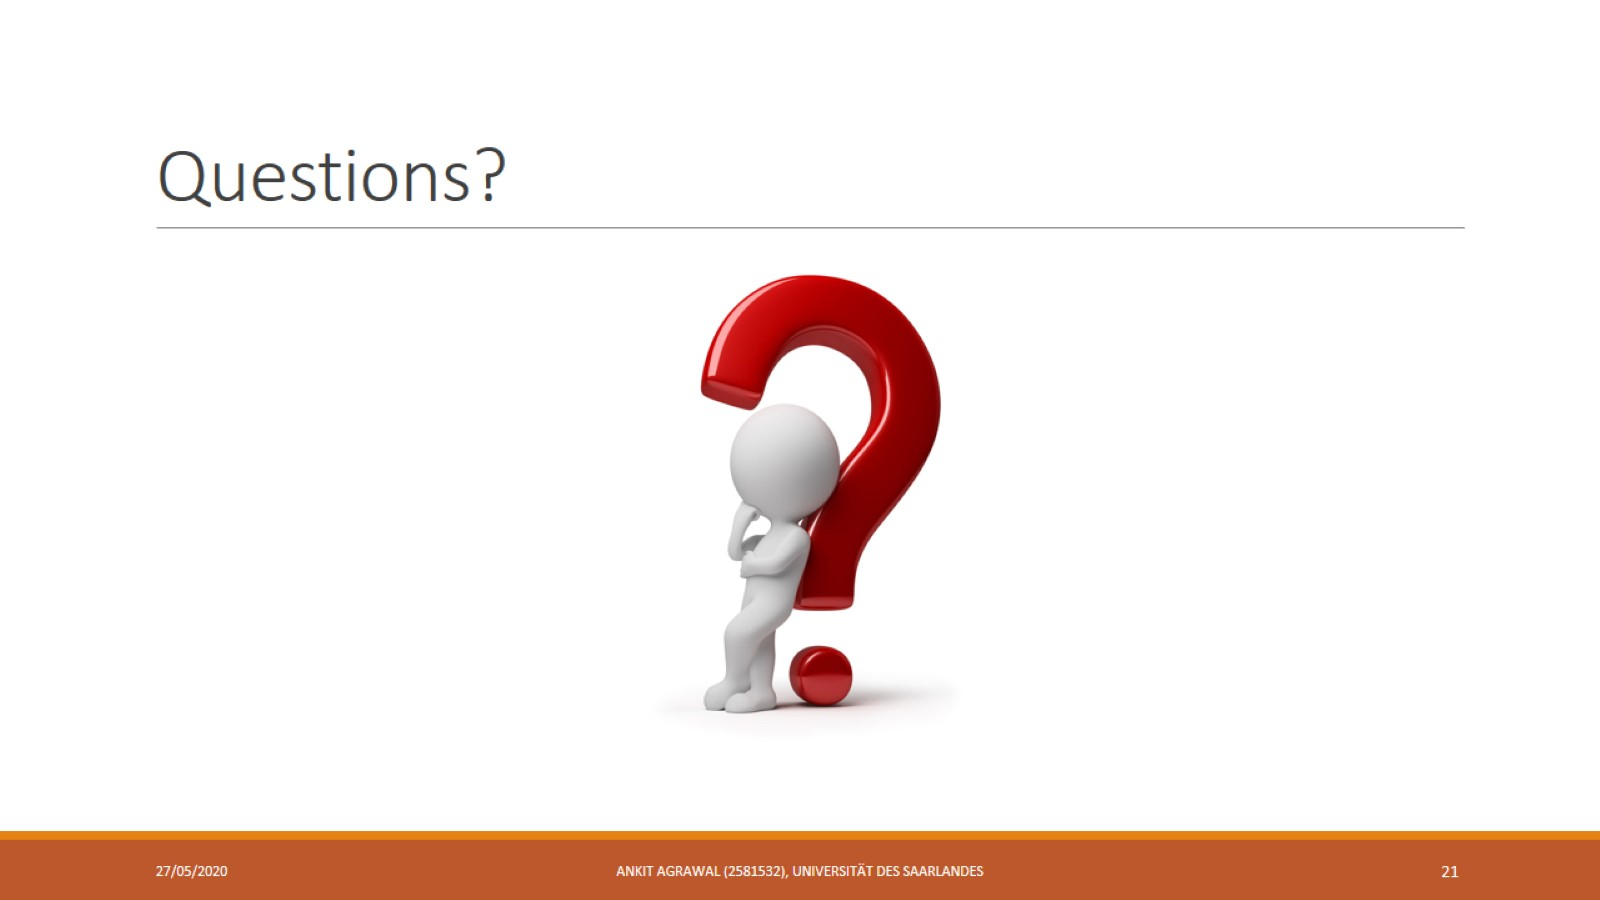 Questions?
27/05/2020
ANKIT AGRAWAL (2581532), UNIVERSITÄT DES SAARLANDES
21